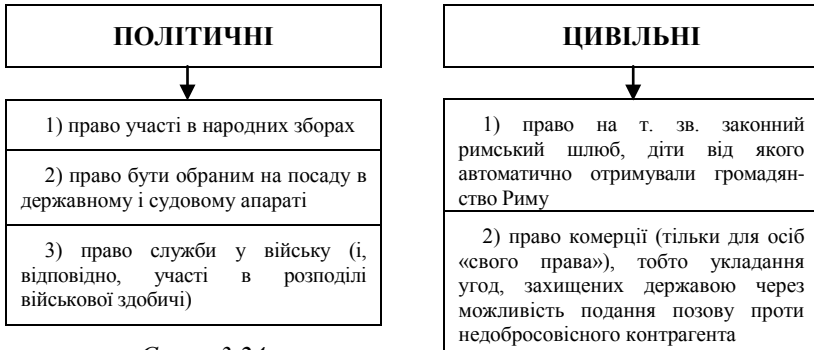 ПОЛІТИЧНІ
1) право участі в народних зборах
2) право бути обраним на посаду в
державному і судовому апараті
3) право служби у війську (і,
відповідно, участі в розподілі
військової здобичі)
ЦИВІЛЬНІ
1) право на т. зв. законний
римський шлюб, діти від якого
автоматично отримували громадян-
ство Риму
2) право комерції (тільки для осіб
«свого права»), тобто укладання
угод, захищених державою через
можливість подання позову проти
недобросовісного контрагента